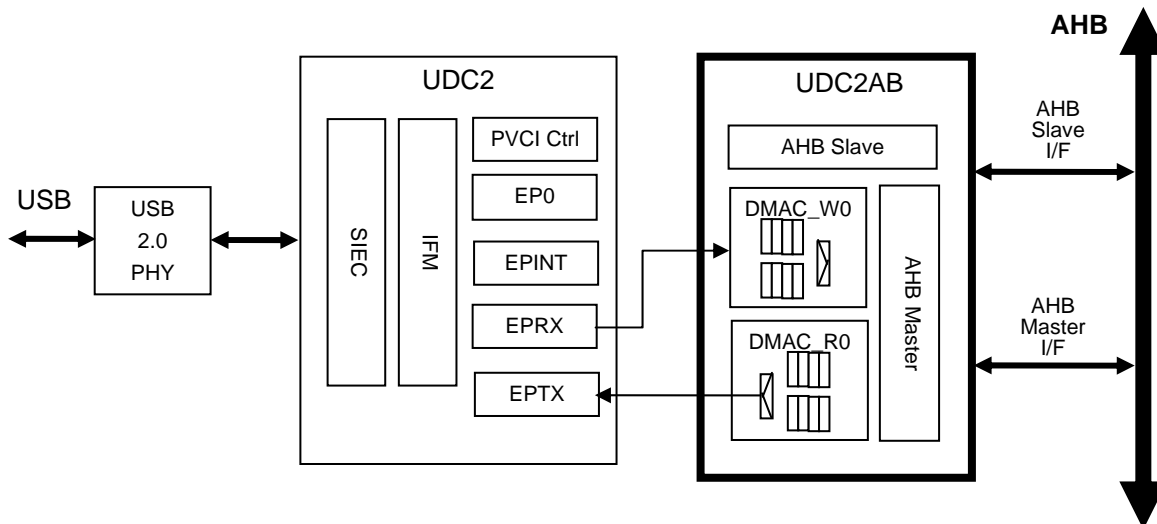 AHB
UDC2
UDC2AB
USB
USB
2.0
PHY
SIEC
IFM
PVCI Ctrl
EP0
EPINT
EPRX
EPTX
AHB Slave
DMAC_W0
DMAC_R0
AHB Master
AHB
Slave
I/F
AHB
Master
I/F